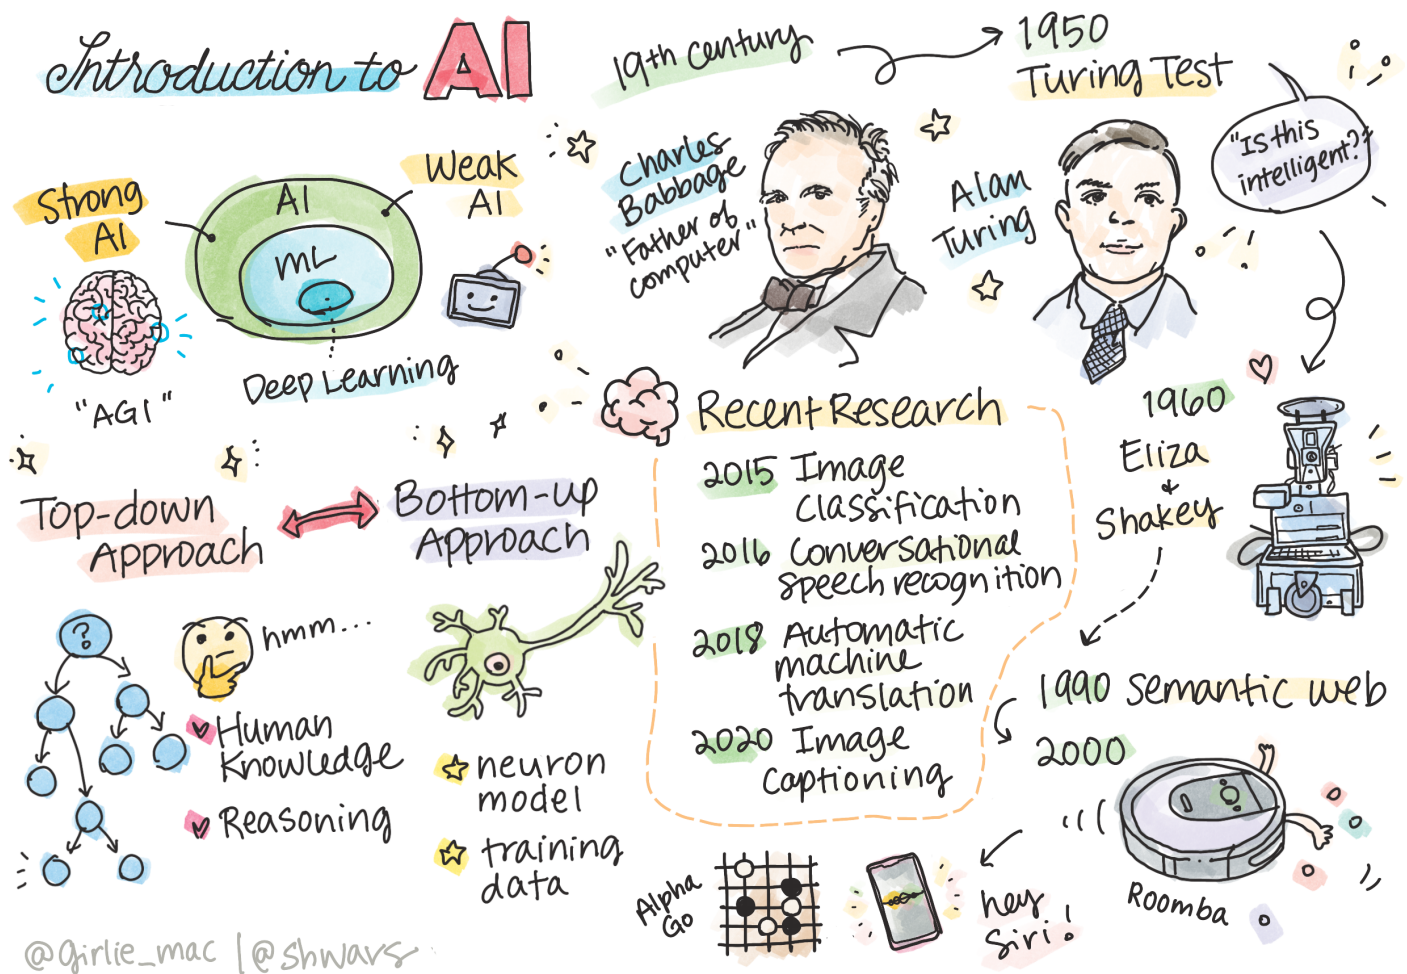 Introduction to AI
Strong
AI
"AGI"
AI
ML
Deep Learning
Weak
AI
19th century
Charles
Babbage
"Father of
computer"
1950
Turing Test
Alan
Turing
"Is this
intelligent?"
1960
Eliza
&
Shakey
1990 Semantic web
2000
Roomba
hey
Siri!
Alpha
Go
Recent Research
2015 Image
classification
2016 Conversational
speech recognition
2018 Automatic
machine
translation
2020 Image
Captioning
Top-down
Approach
?
hmm...
Human
Knowledge
Reasoning
Bottom-up
Approach
neuron
model
training
data
@girlie_mac | @shwars